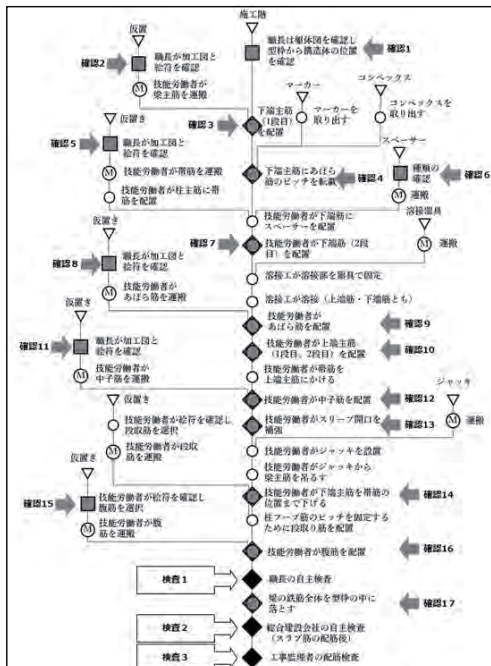 施工階
職長は躯体図を確認し
型枠から構造体の位置
を確認
確認1
仮置
確認2
職長が加工図と
絵符を確認
M
技能労働者が
梁主筋を運搬
マーカー
マーカーを
取り出す
コンベックス
コンベックスを
取り出す
確認3
下端主筋
(1段目)
を配置
仮置き
確認5
職長が加工図と
絵符を確認
M
技能労働者が帯筋を運搬
技能労働者が柱主筋に帯
筋を配置
下端主筋にあばら
筋のピッチを転載
確認4
スペーサー
種類の
確認
確認6
M
運搬
技能労働者が下端筋に
スペーサーを配置
確認7
技能労働者が下端筋(2段
目)を配置
溶接器具
M
運搬
仮置き
確認8
職長が加工図と
絵符を確認
M
技能労働者が
あばら筋を運搬
溶接工が溶接部を器具で固定
溶接工が溶接(上端筋・下端筋とも)
技能労働者が
あばら筋を配置
確認9
技能労働者が上端主筋
(1段目、2段目)を配置
確認10
仮置き
確認11
職長が加工図と
絵符を確認
M
技能労働者が
中子筋を運搬
技能労働者が帯筋を
上端主筋にかける
技能労働者が中子筋を配置
確認12
技能労働者がスリーブ開口を
補強
確認13
ジャッキ
M
運搬
仮置き
技能労働者が絵符を確認し
段取筋を選択
M
技能労働者が段取
筋を運搬
技能労働者がジャッキを設置
技能労働者がジャッキから
梁主筋を吊るす
技能労働者が下端主筋を帯筋の
位置まで下げる
確認14
仮置き
確認15
技能労働者が絵符を確認し
腹筋を選択
M
技能労働者が腹
筋を運搬
柱フープ筋のピッチを固定する
ために段取り筋を配置
技能労働者が腹筋を配置
確認16
検査1
職長の自主検査
梁の鉄筋全体を型枠の中に
落とす
確認17
検査2
総合建設会社の自主検査
(スラブ筋の配筋後)
検査3
工事監理者の配筋検査